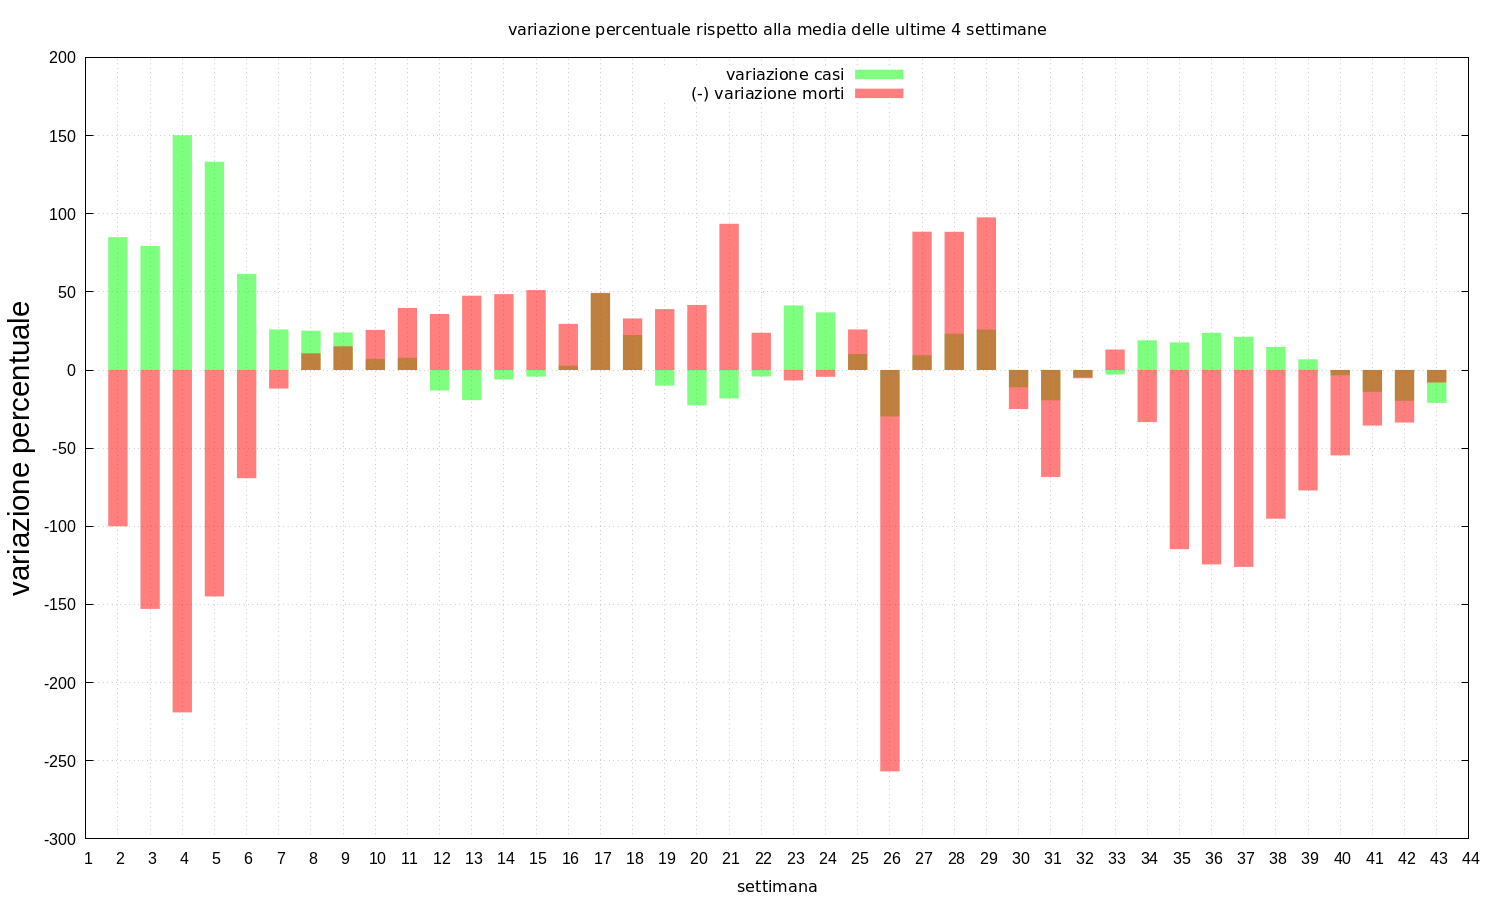 variazione percentuale rispetto alla media delle ultime 4 settimane
variazione casi
(-) variazione morti
variazione percentuale
200
150
100
50
0
-50
-100
-150
-200
-250
-300
1 2 3 4 5 6 7 8 9 10 11 12 13 14 15 16 17 18 19 20 21 22 23 24 25 26 27 28 29 30 31 32 33 34 35 36 37 38 39 40 41 42 43 44
settimana